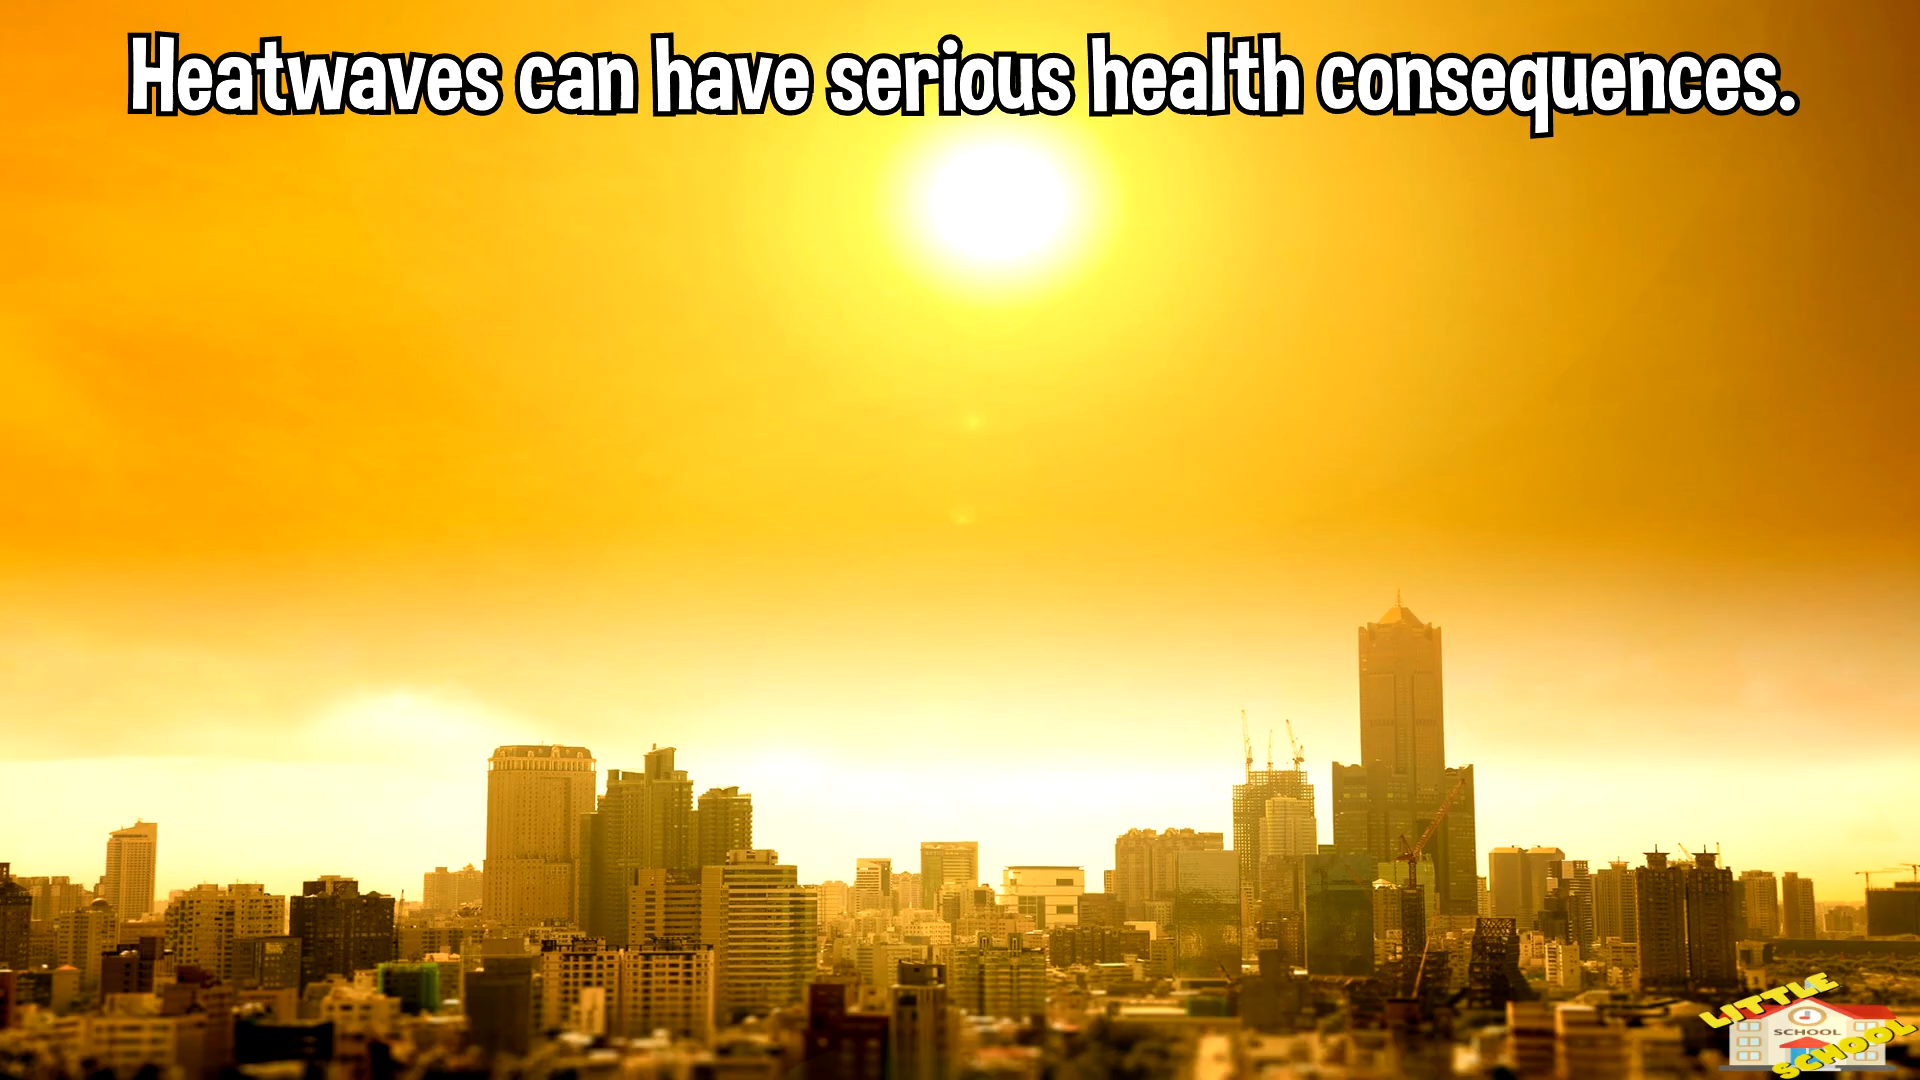 Heatwaves can have serious health consequences.
LITTLE
SCHOOL
SCHOOL